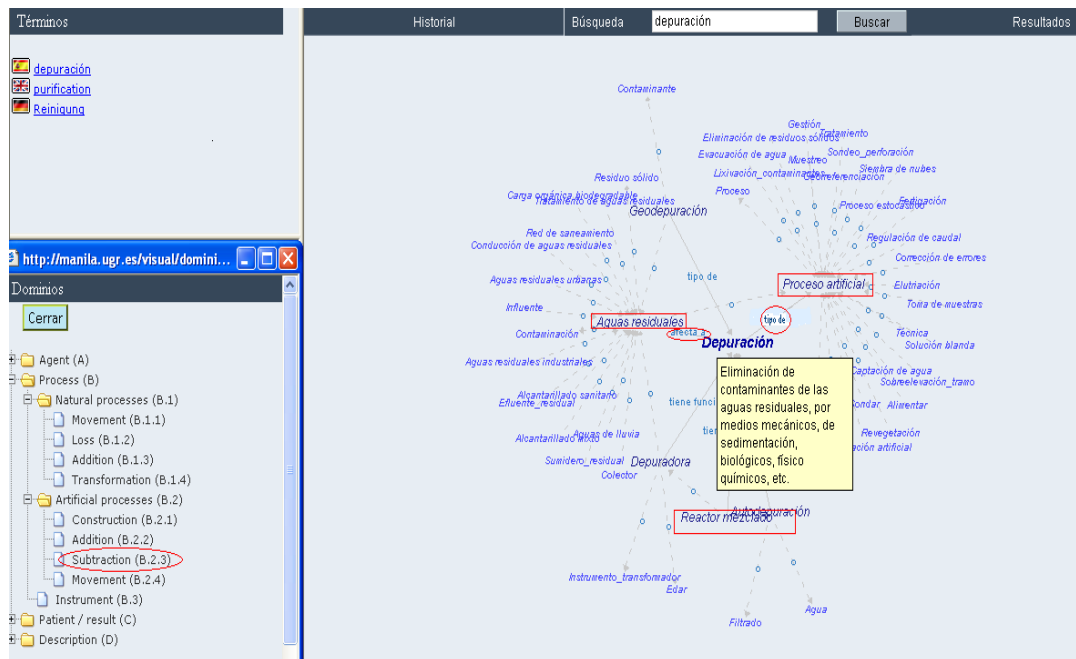 Términos
Historial
Búsqueda
depuración
Buscar
Resultados
depuración
purification
Reinigung
http://manila.ugr.es/visual/domini...
Dominios
Cerrar
Agent (A)
Process (B)
Natural processes (B.1)
Movement (B.1.1)
Loss (B.1.2)
Addition (B.1.3)
Transformation (B.1.4)
Artificial processes (B.2)
Construction (B.2.1)
Addition (B.2.2)
Subtraction (B.2.3)
Movement (B.2.4)
Instrument (B.3)
Patient / result (C)
Description (D)
Contaminante
Gestión
Tratamiento
Eliminación de residuos sólidos
Evacuación de agua
Muestreo
Sondeo_perforación
Lixiviación_contaminantes
Georreferenciación
Siembra de nubes
Residuo sólido
Proceso
Carga orgánica biodegradable
Tratamiento de aguas residuales
Geodepuración
Proceso estocástico
Fertigación
Red de saneamiento
Conducción de aguas residuales
Regulación de caudal
Corrección de errores
Aguas residuales urbanas
tipo de
Proceso artificial
Elutriación
Toma de muestras
Influente
Aguas residuales
tipo de
Contaminación
afecta a
Depuración
Técnica
Solución blanda
Aguas residuales industriales
Eliminación de
contaminantes de las
aguas residuales, por
medios mecánicos, de
sedimentación,
biológicos, físico
químicos, etc.
Captación de agua
Sobreelevación_tramo
Alcantarillado sanitario
Efluente_residual
tiene funci
ondar
Alimentar
Alcantarillado mixto
Aguas de lluvia
tie
Revegetación
ación artificial
Sumidero_residual
Depuradora
Colector
Reactor mezclado
Autodepuración
Instrumento_transformador
Edar
Filtrado
Agua